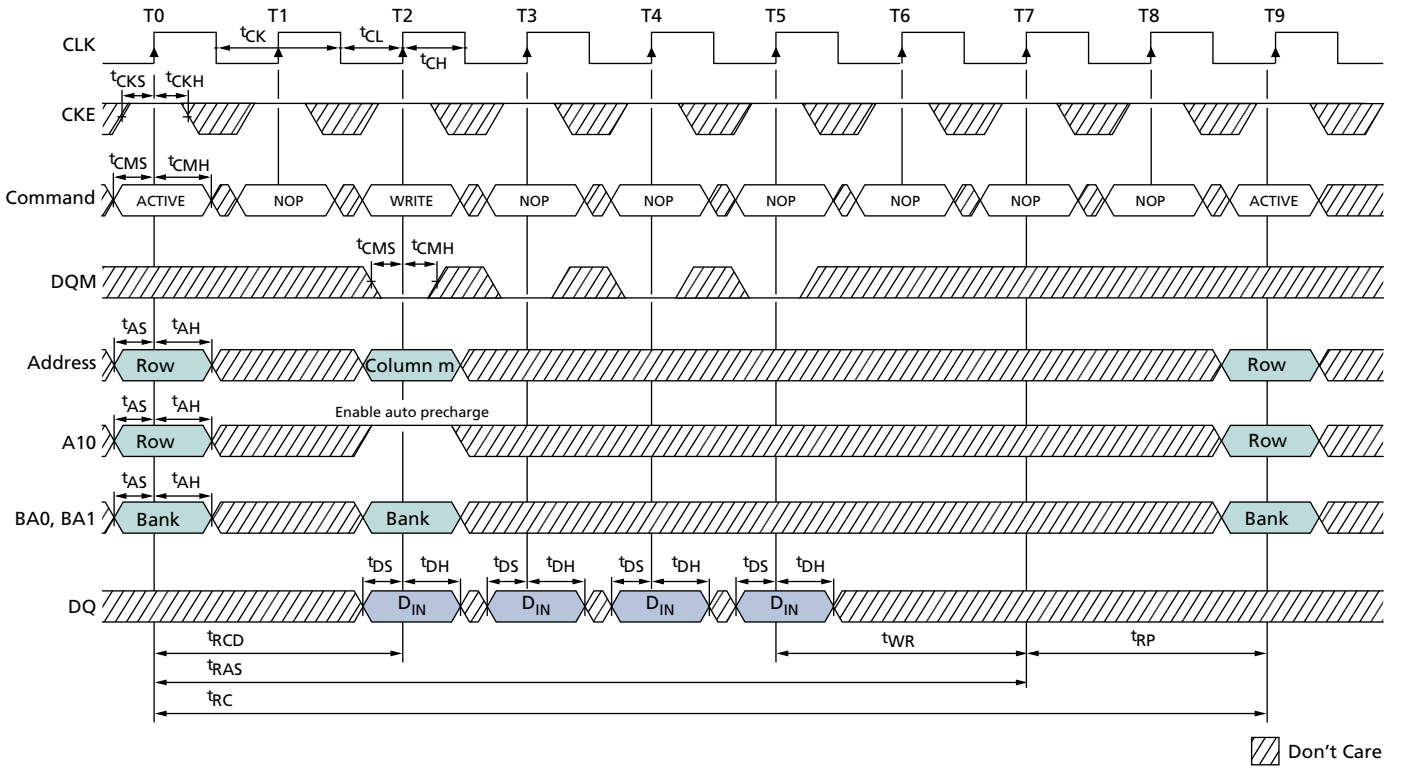 T0 T1 T2 T3 T4 T5 T6 T7 T8 T9
CLK tCK tCL tCH
tCKS tCKH
CKE
tCMS tCMH
Command ACTIVE NOP WRITE NOP NOP NOP NOP NOP NOP ACTIVE
tCMS tCMH
DQM
tAS tAH
Address Row Column m Row
tAS tAH Enable auto precharge
A10 Row Row
tAS tAH
BA0, BA1 Bank Bank Bank
tDS tDH tDS tDH tDS tDH tDS tDH
DQ DIN DIN DIN DIN
tRCD tWR tRP
tRAS
tRC
Don't Care